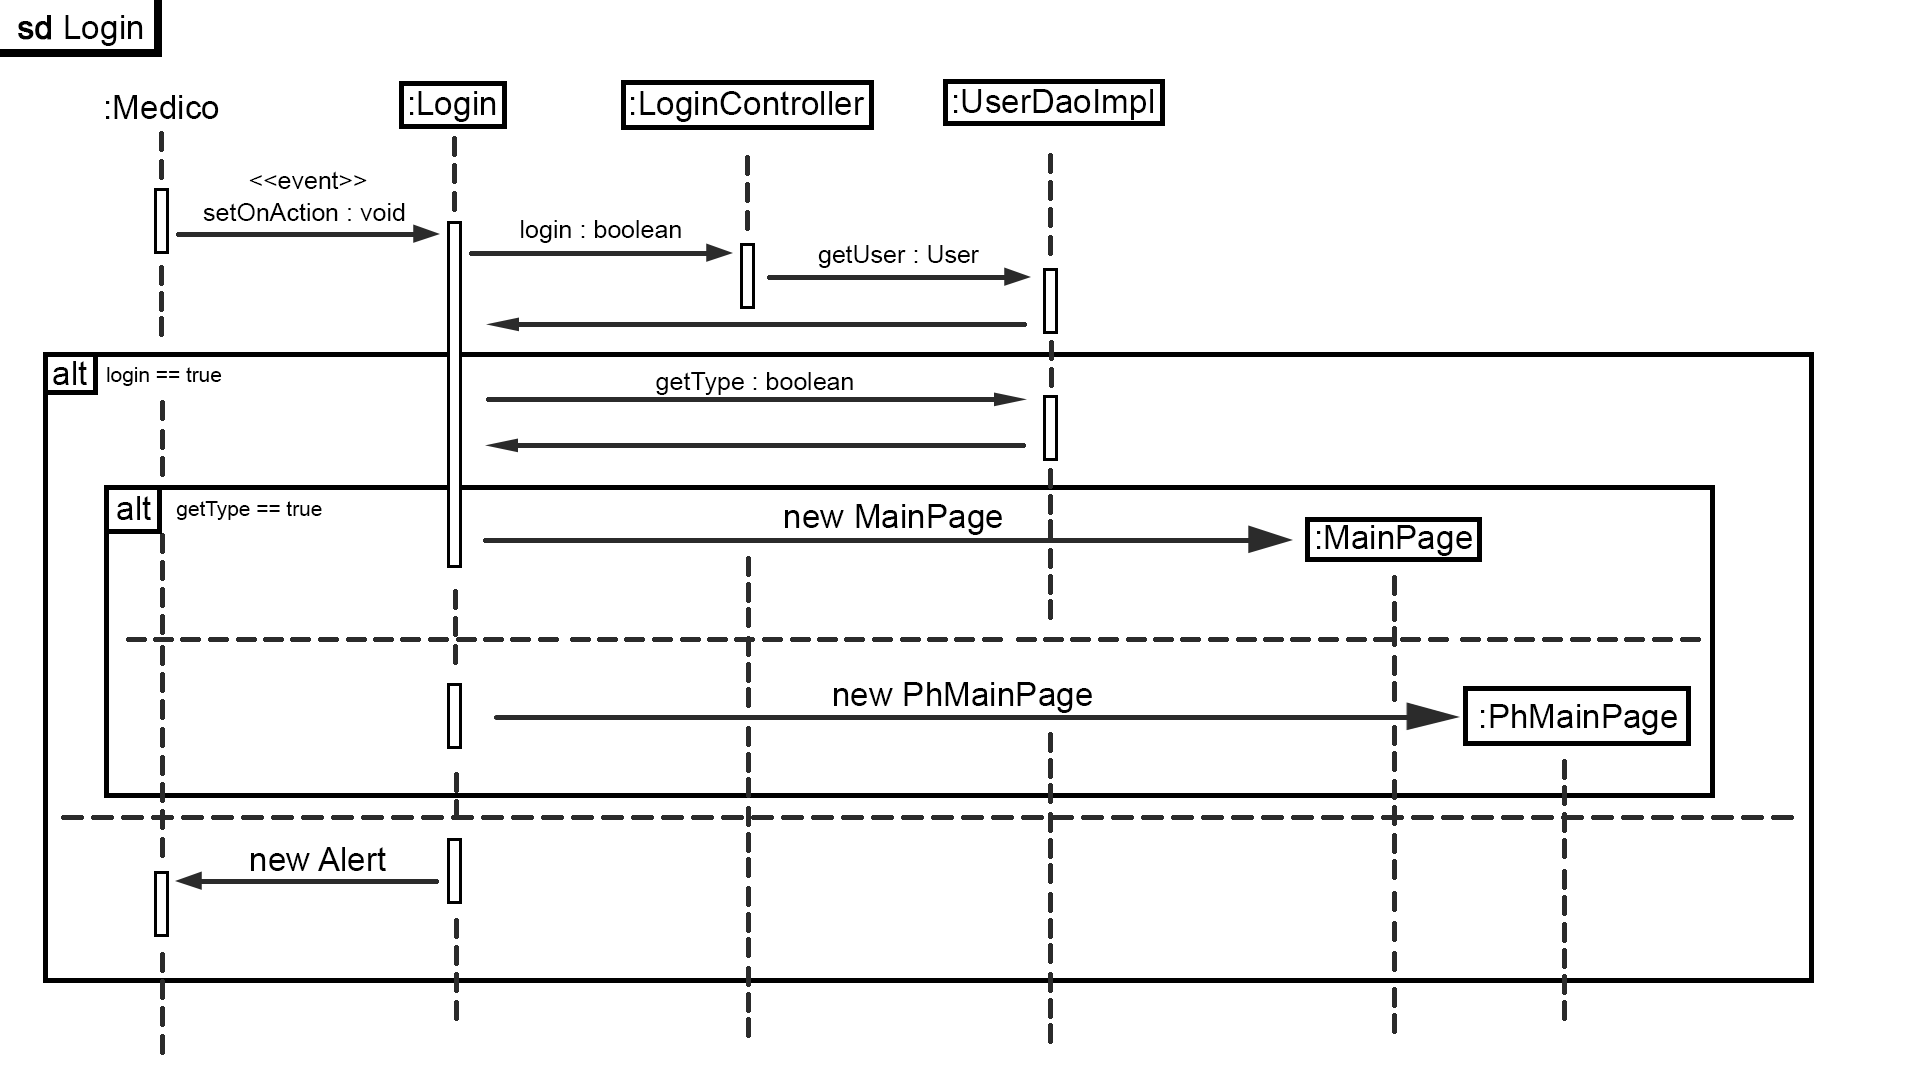 sd Login
:Medico
:Login
:LoginController
:UserDaoImpl
<<event>>
setOnAction : void
login : boolean
getUser : User
alt
login == true
getType : boolean
alt
getType == true
new MainPage
:MainPage
new PhMainPage
:PhMainPage
new Alert